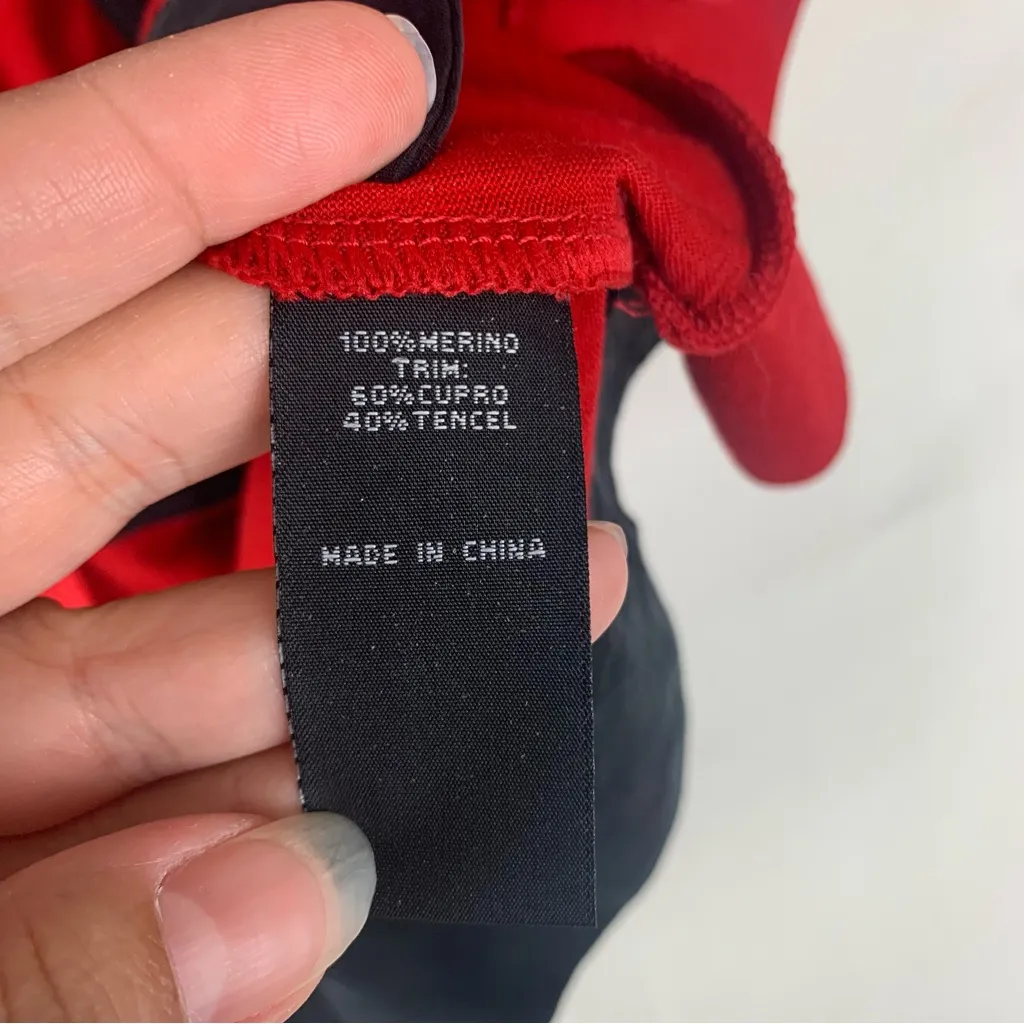 100% MERINO
TRIM:
60% CUPRO
40% TENCEL
MADE IN CHINA